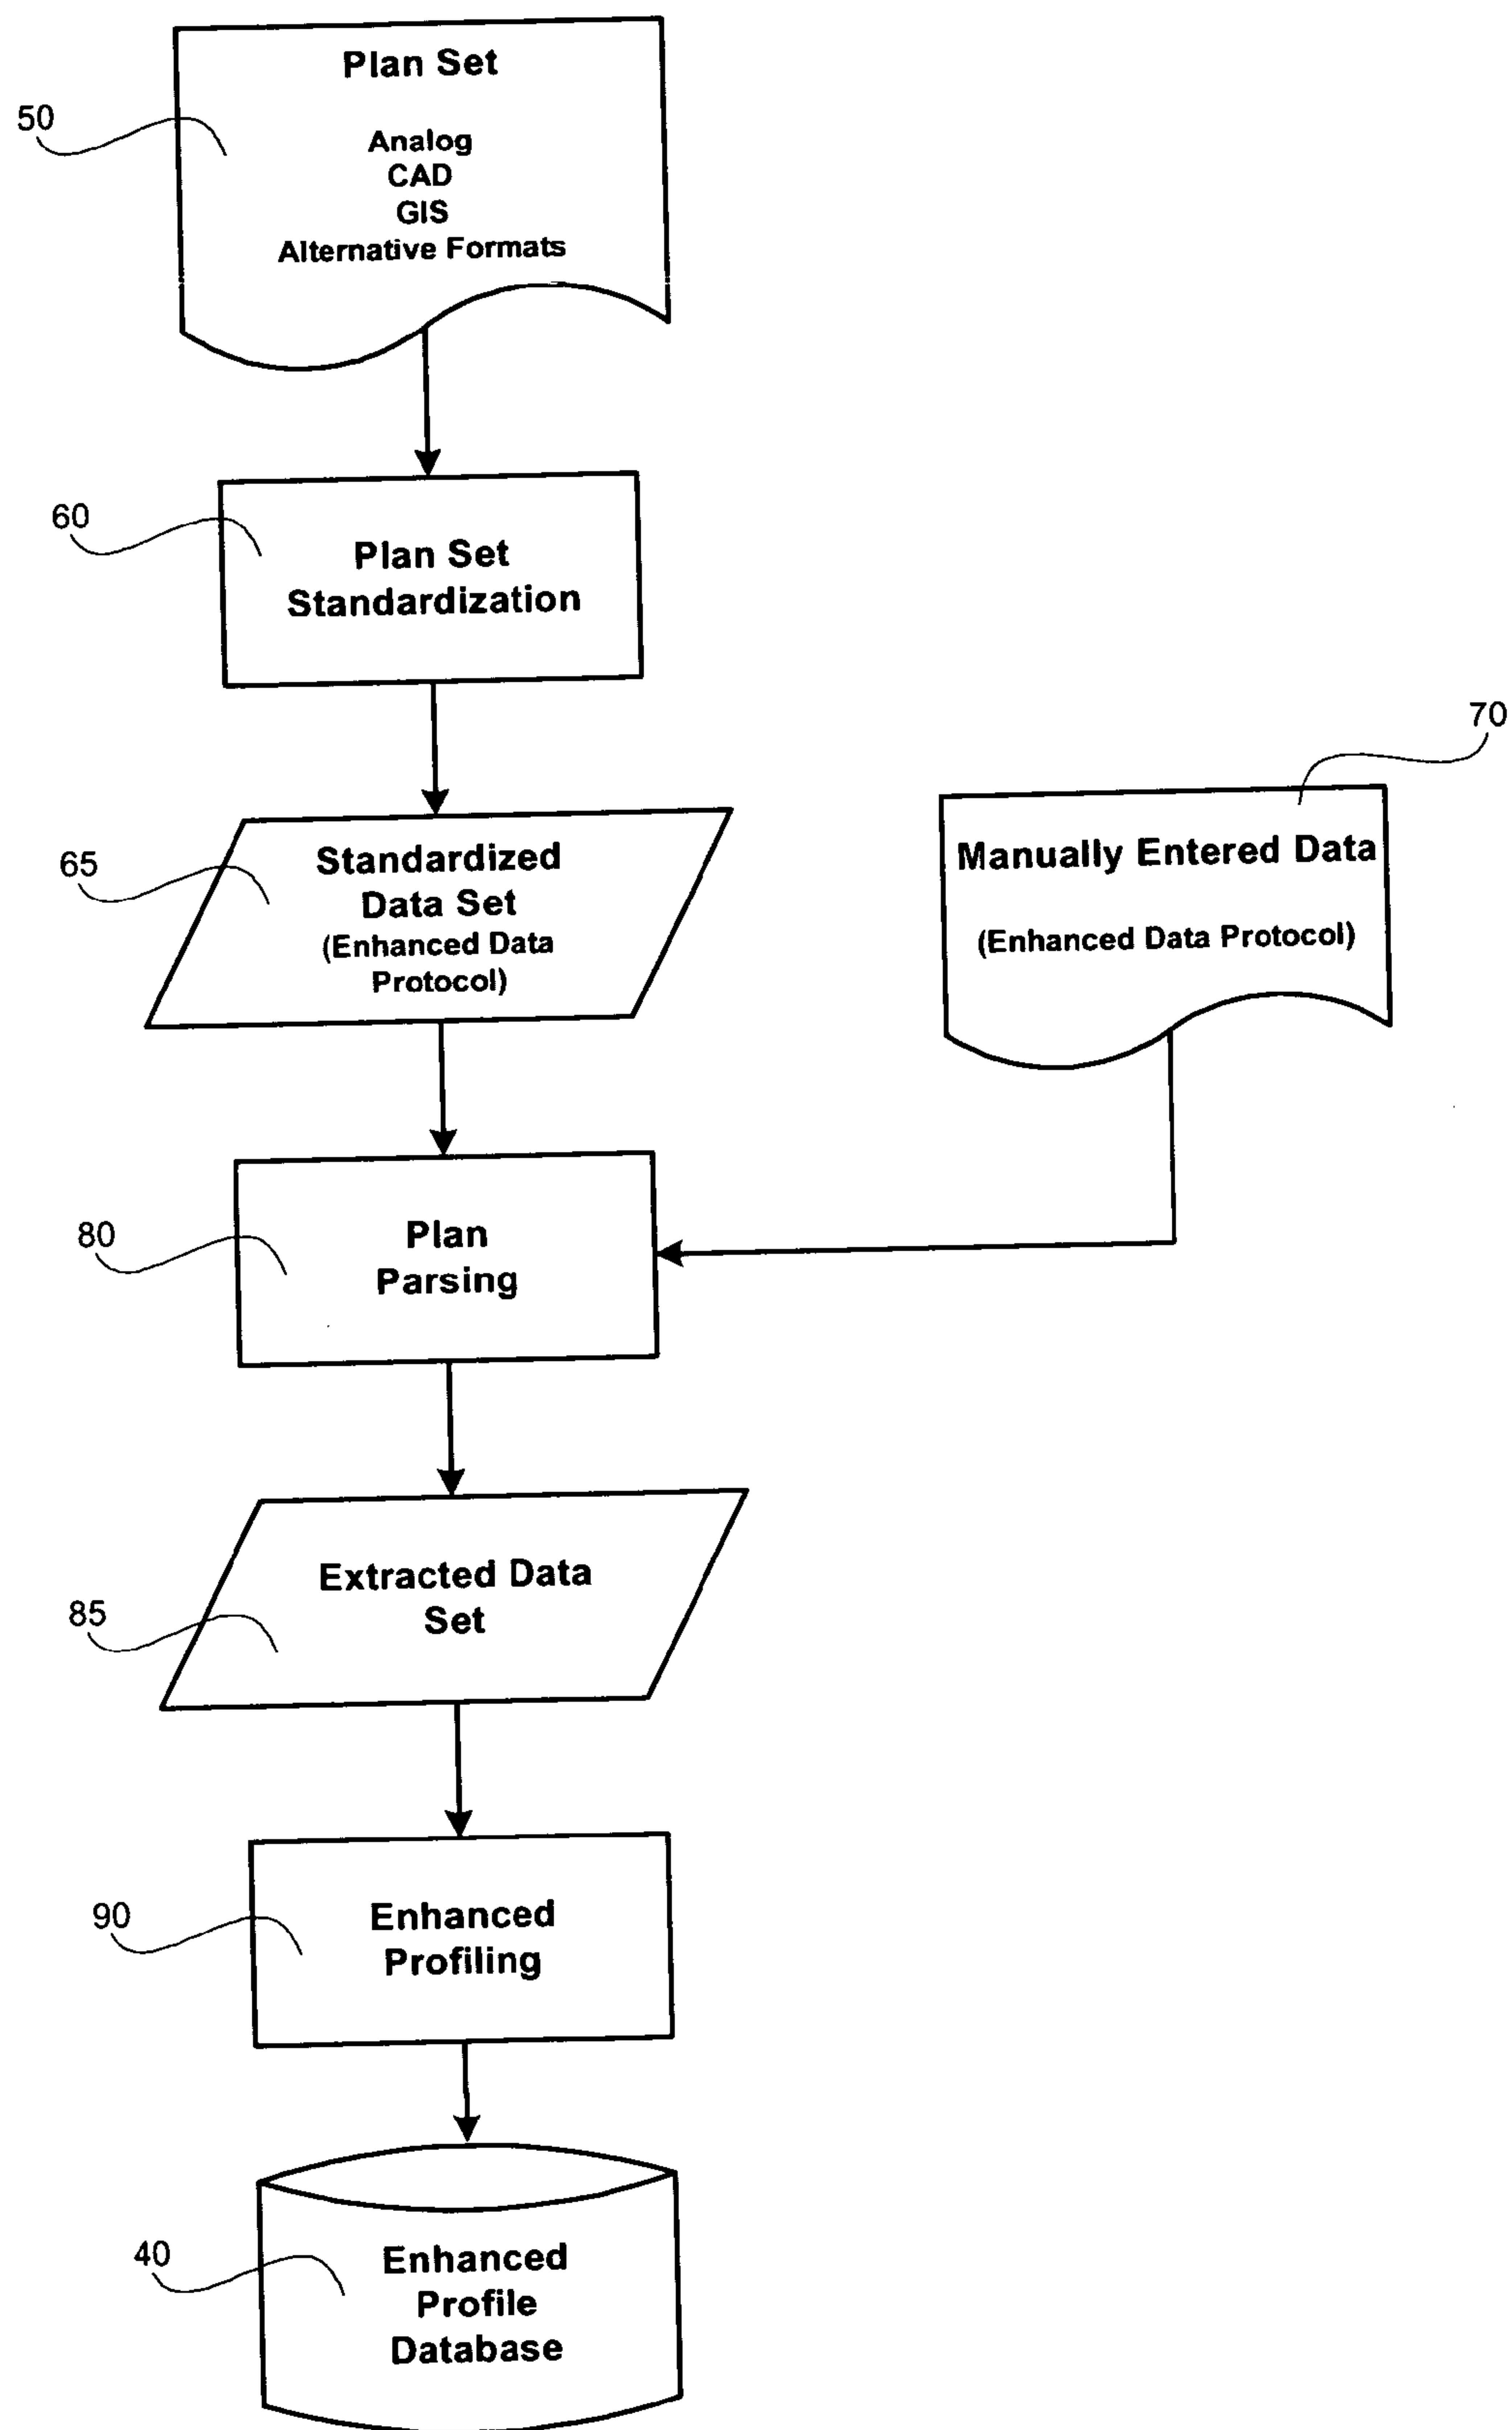 Plan Set
50
Analog
CAD
GIS
Alternative Formats
60
Plan Set
Standardization
70
65
Standardized
Data Set
(Enhanced Data
Protocol)
Manually Entered Data
(Enhanced Data Protocol)
80
Plan
Parsing
85
Extracted Data
Set
90
Enhanced
Profiling
40
Enhanced
Profile
Database